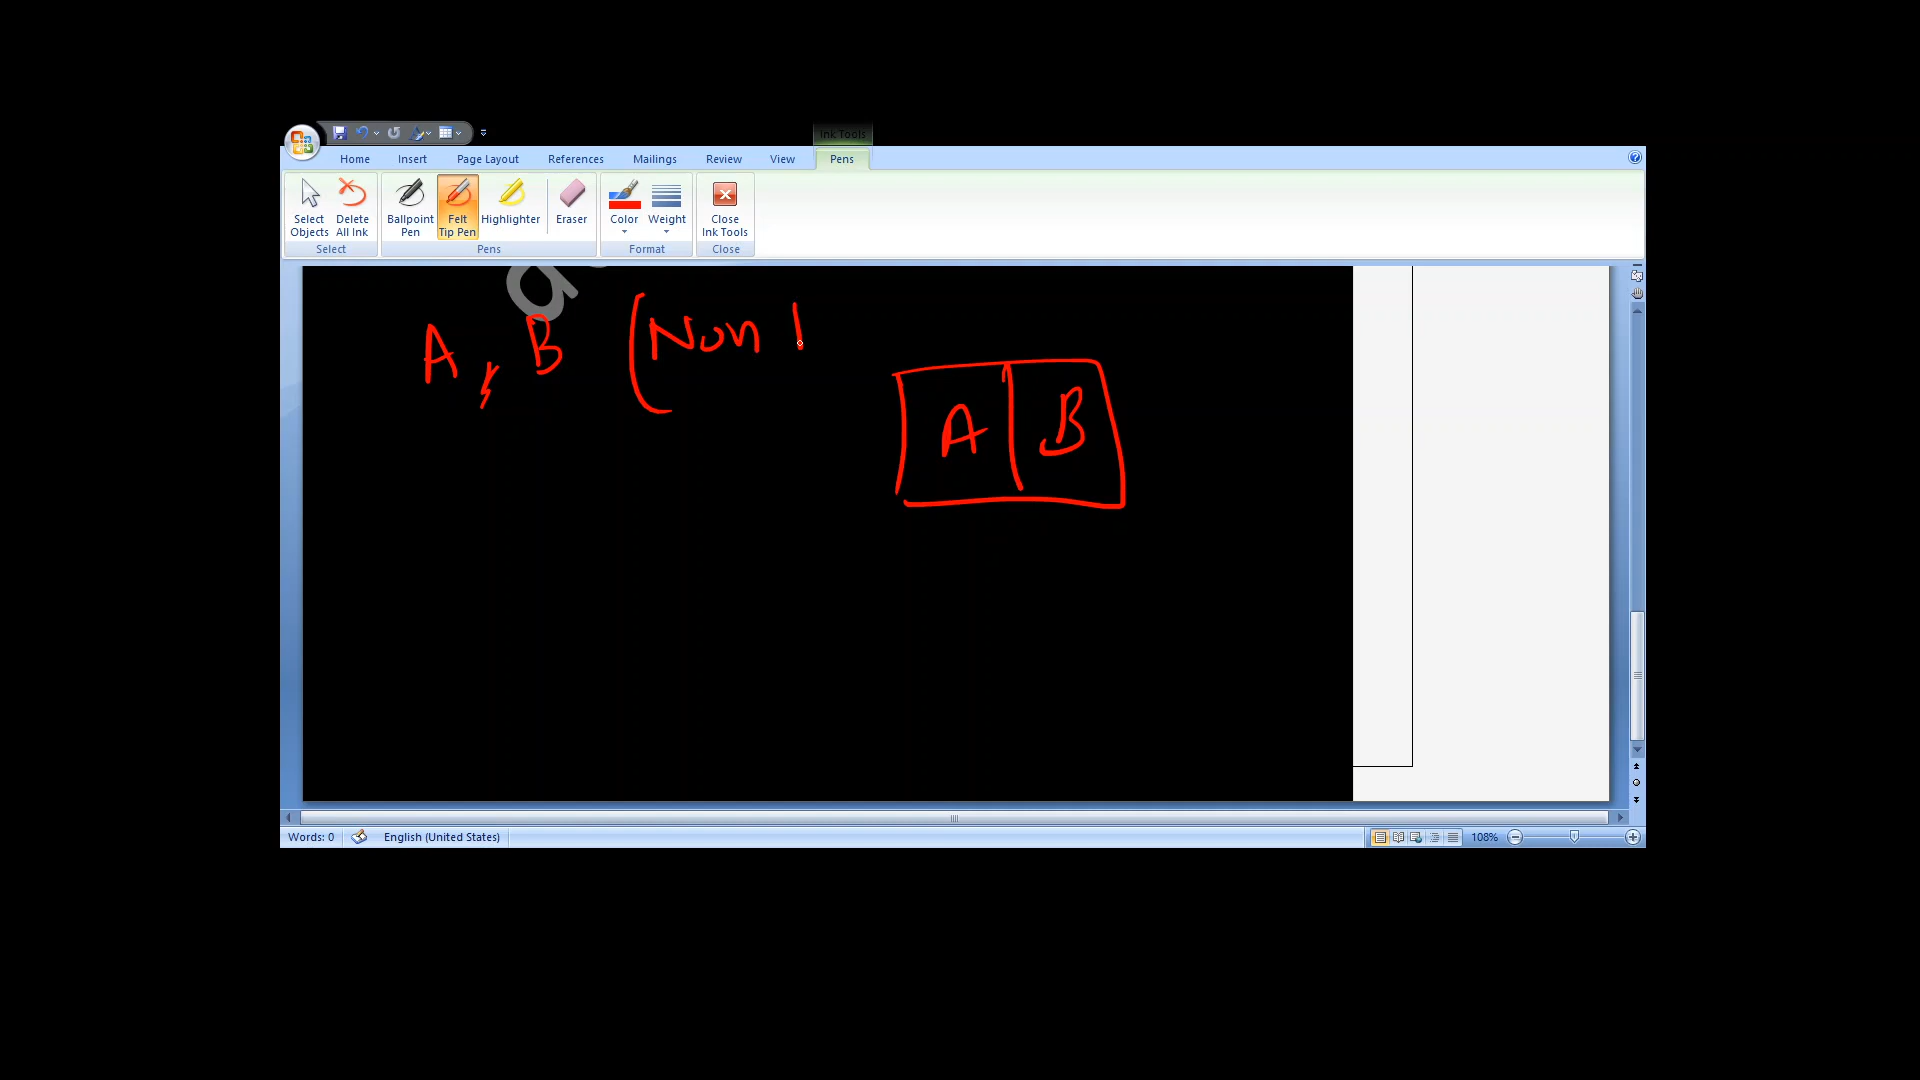 Ink Tools
Home Insert Page Layout References Mailings Review View Pens
Select Objects
Delete All Ink
Ballpoint Pen
Felt Tip Pen
Highlighter
Eraser
Color
Weight
Close Ink Tools
Select Pens Format Close
A, B (Non
A B
Words: 0 English (United States) 108%